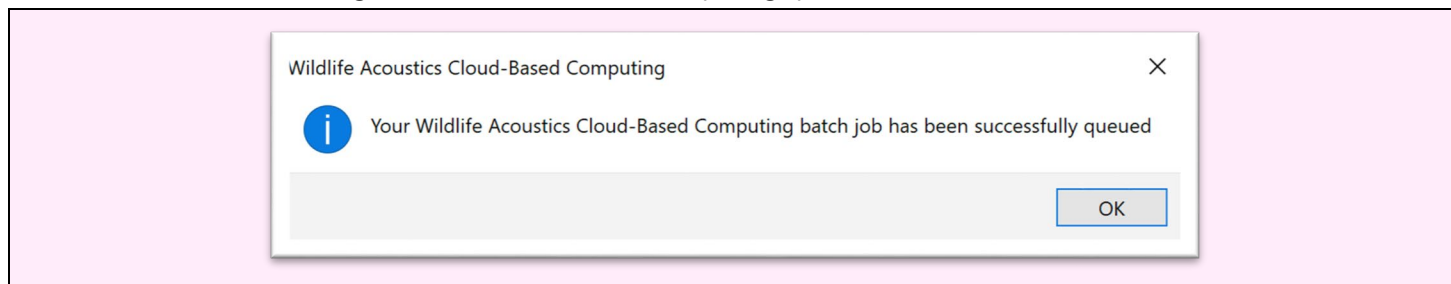 Wildlife Acoustics Cloud-Based Computing
Your Wildlife Acoustics Cloud-Based Computing batch job has been successfully queued
OK